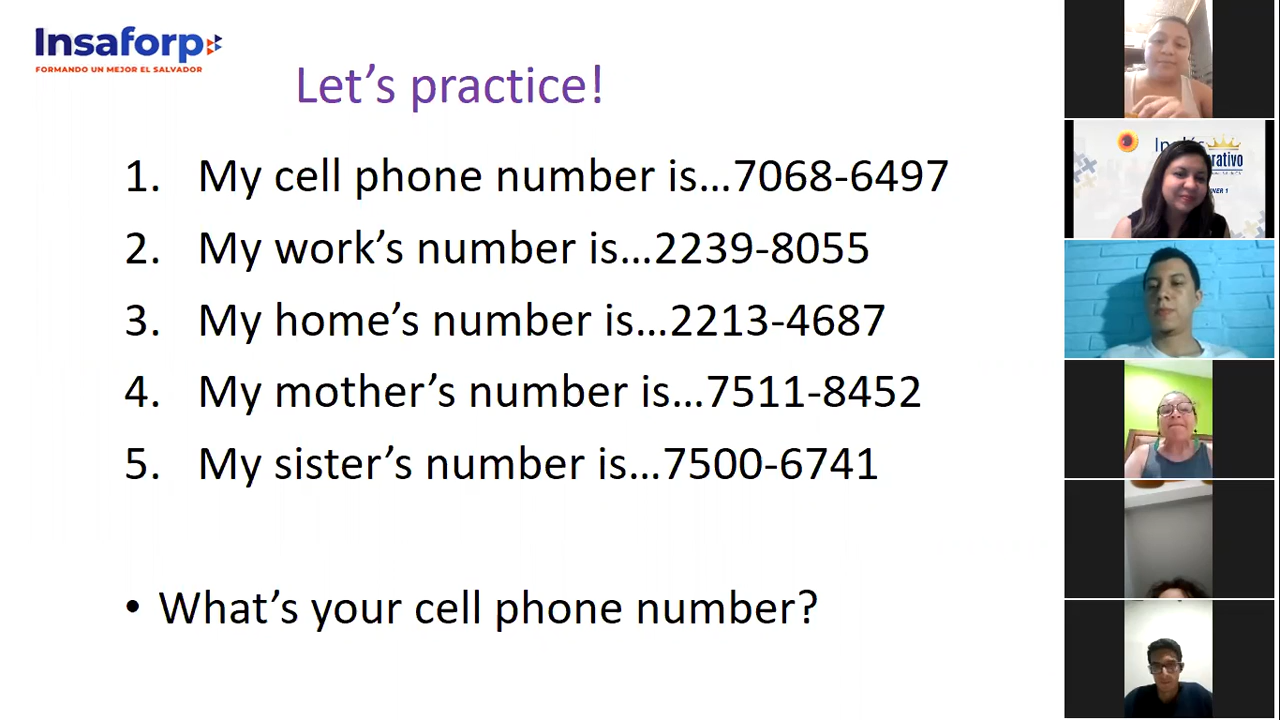 Insaforp
FORMANDO UN MEJOR EL SALVADOR
Let's practice!
1. My cell phone number is...7068-6497
2. My work's number is...2239-8055
3. My home's number is...2213-4687
4. My mother's number is...7511-8452
5. My sister's number is...7500-6741
• What's your cell phone number?